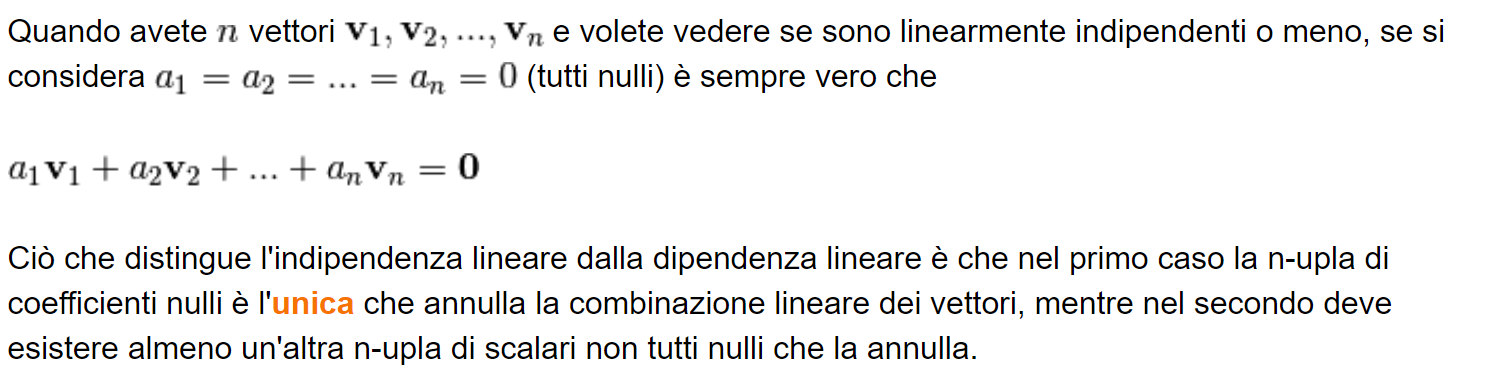 Quando avete n vettori v₁, v₂, ..., vₙ e volete vedere se sono linearmente indipendenti o meno, se si
considera a₁ = a₂ = ... = aₙ = 0 (tutti nulli) è sempre vero che
a₁v₁ + a₂v₂ + ... + aₙvₙ = 0
Ciò che distingue l'indipendenza lineare dalla dipendenza lineare è che nel primo caso la n-upla di
coefficienti nulli è l'unica che annulla la combinazione lineare dei vettori, mentre nel secondo deve
esistere almeno un'altra n-upla di scalari non tutti nulli che la annulla.